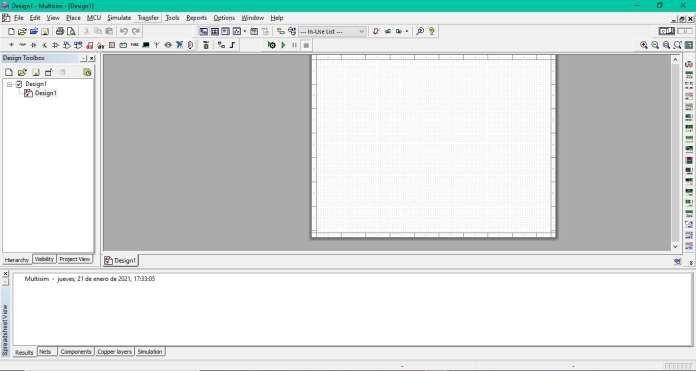 Design1 - Multisim - [Design1]
File Edit View Place MCU Simulate Transfer Tools Reports Options Window Help
--- In-Use List ---
Design Toolbox
Design1
Design1
Hierarchy Visibility Project View
Design1
Multisim - jueves, 21 de enero de 2021, 17:33:05
Spreadsheet View
Results Nets Components Copper layers Simulation